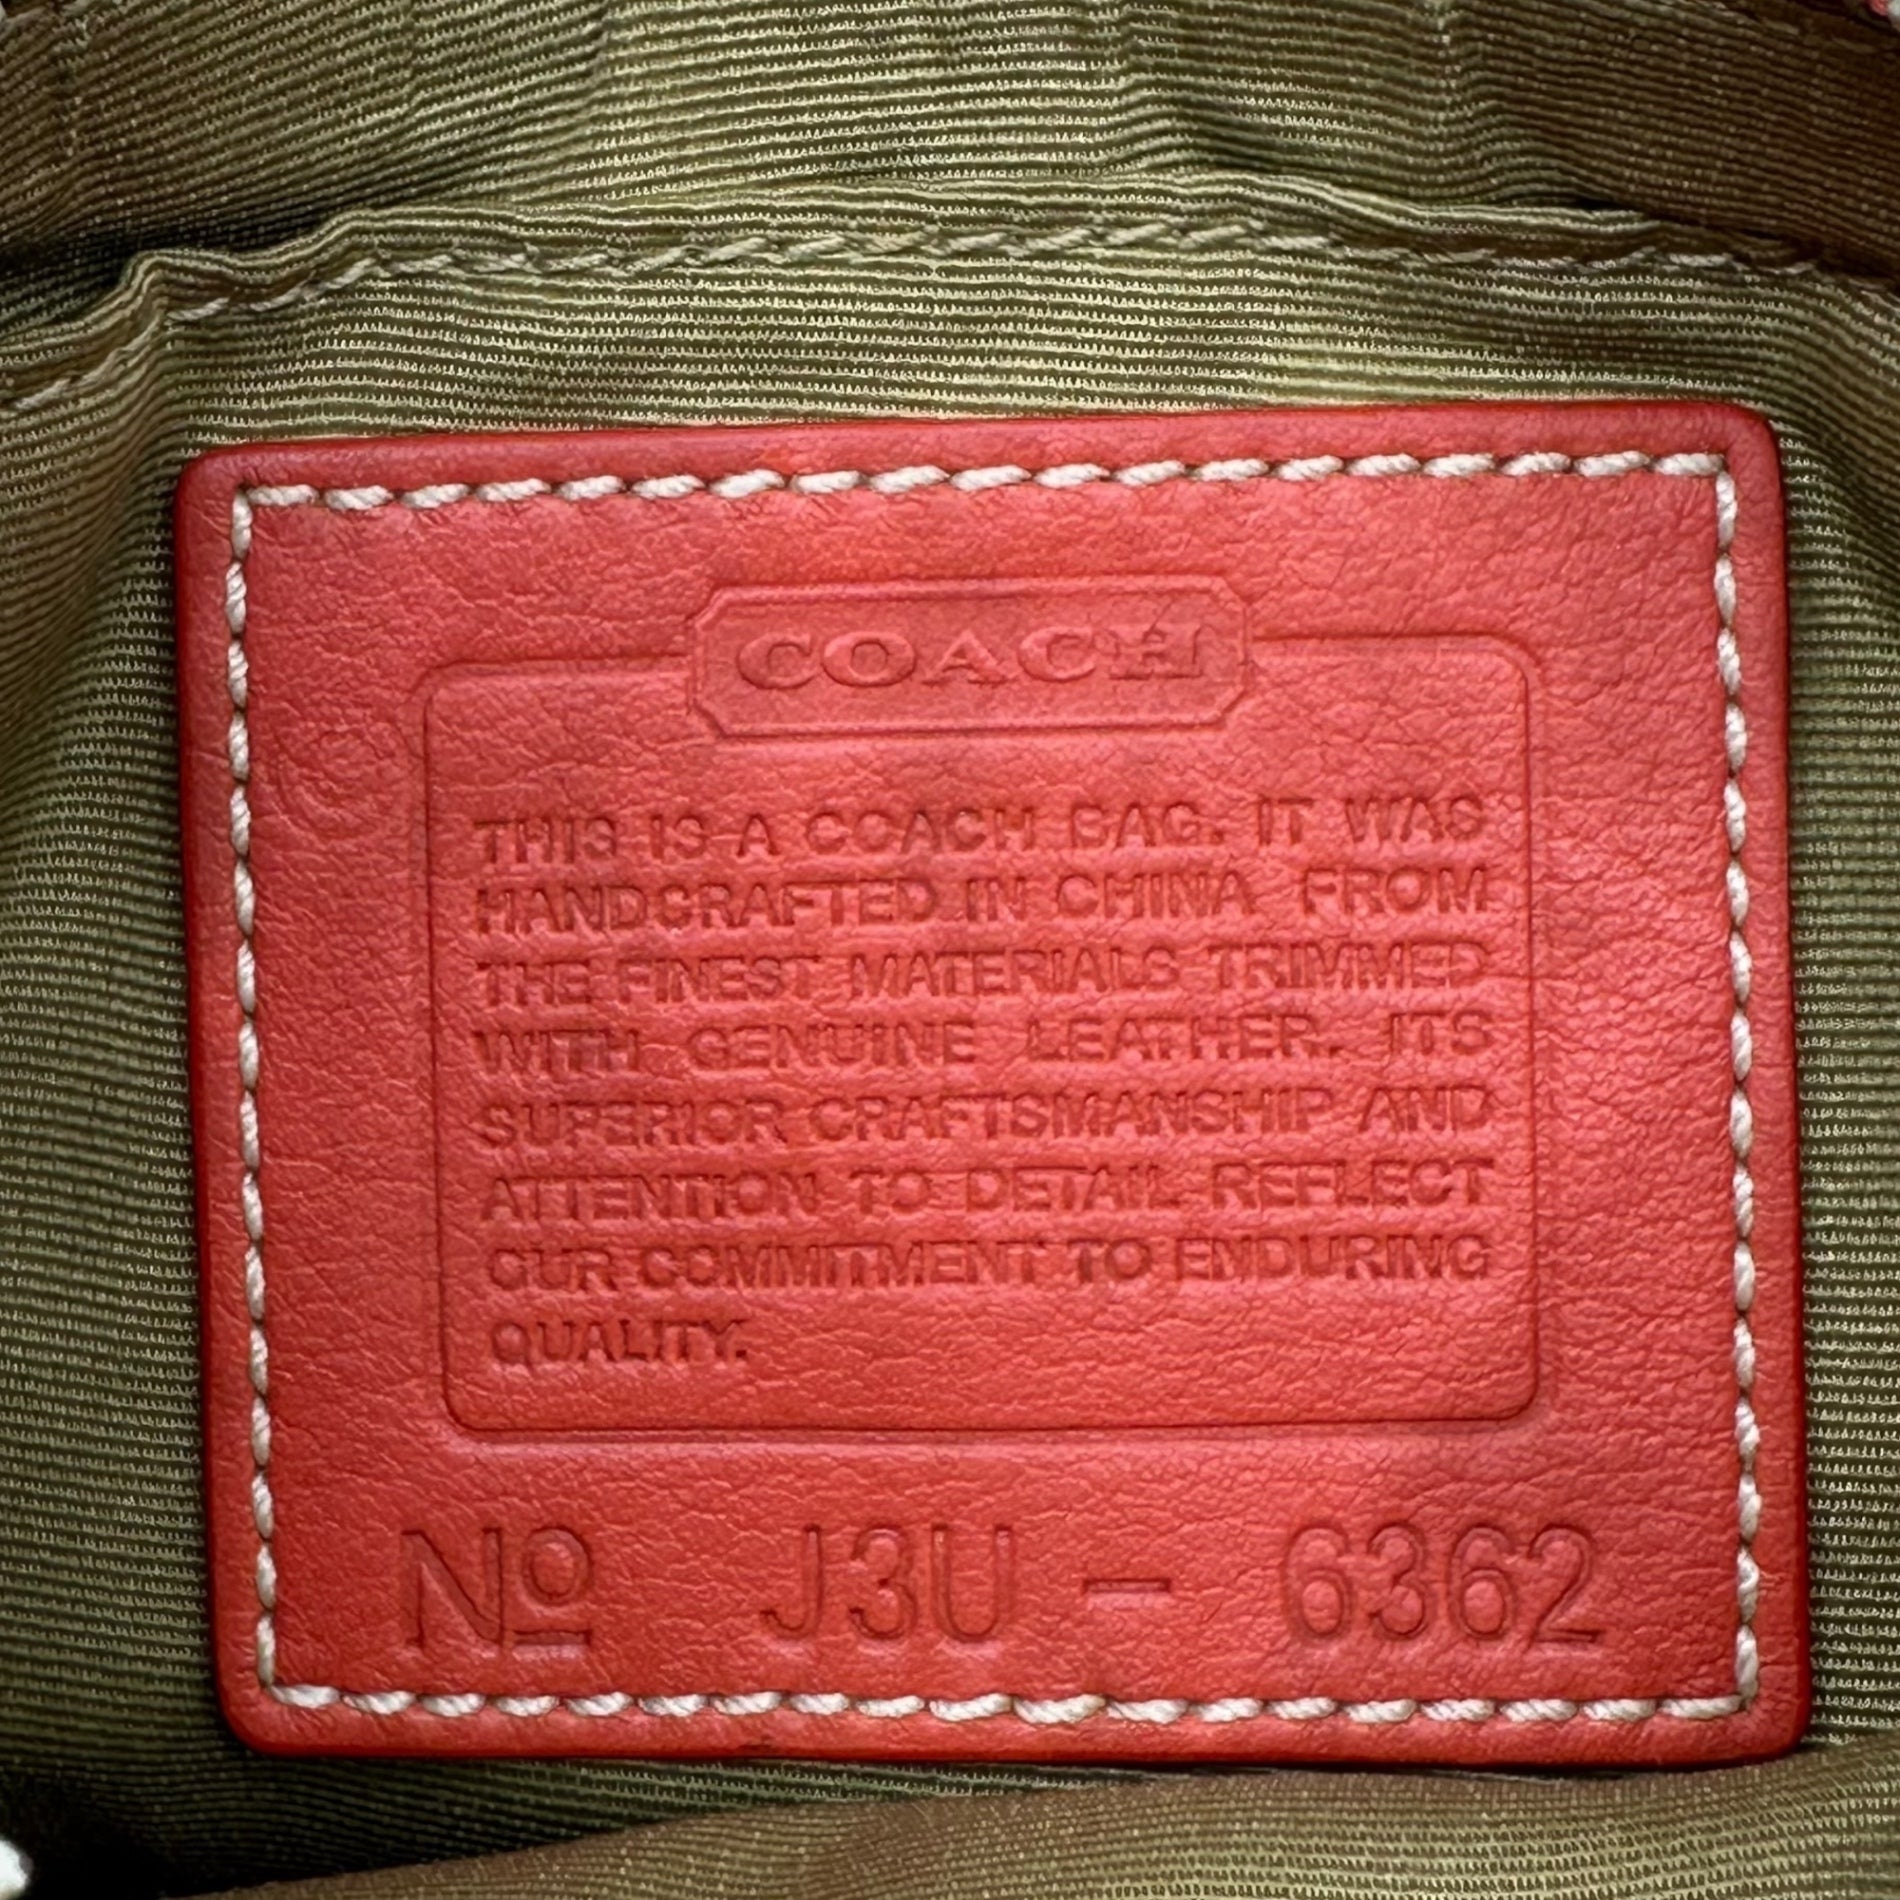 COACH
THIS IS A COACH BAG. IT WAS
HANDCRAFTED IN CHINA FROM
THE FINEST MATERIALS TRIMMED
WITH GENUINE LEATHER. ITS
SUPERIOR CRAFTSMANSHIP AND
ATTENTION TO DETAIL REFLECT
OUR COMMITMENT TO ENDURING
QUALITY.
№ J3U - 6362